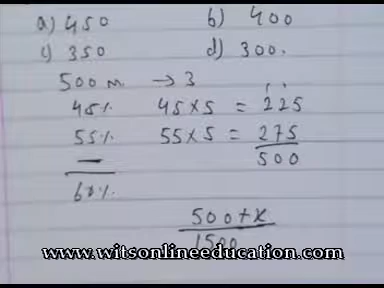 a) 450 b) 400
c) 350 d) 300.
500 m → 3
45% 45 × 5 = 225
55% 55 × 5 = 275
500
60%
500 + x
1500
www.witsonlineeducation.com